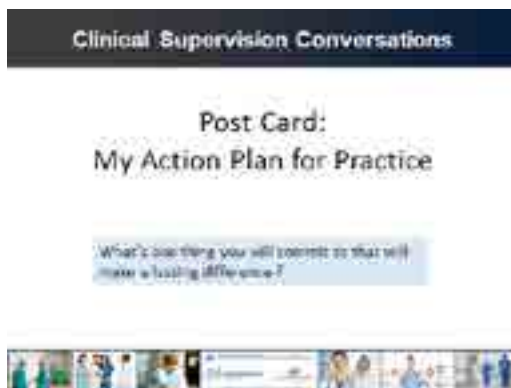 Clinical Supervision Conversations
Post Card:
My Action Plan for Practice
What's one thing you will commit to that will
make a lasting difference?